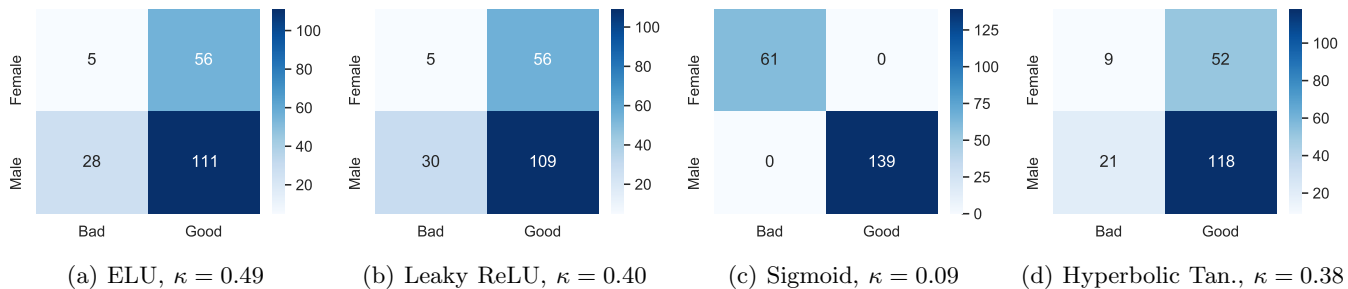 Female
5
56
Male
28
111
Bad
Good
100
80
60
40
20
(a) ELU, κ = 0.49
Female
5
56
Male
30
109
Bad
Good
100
80
60
40
20
(b) Leaky ReLU, κ = 0.40
Female
61
0
Male
0
139
Bad
Good
125
100
75
50
25
0
(c) Sigmoid, κ = 0.09
Female
9
52
Male
21
118
Bad
Good
100
80
60
40
20
(d) Hyperbolic Tan., κ = 0.38